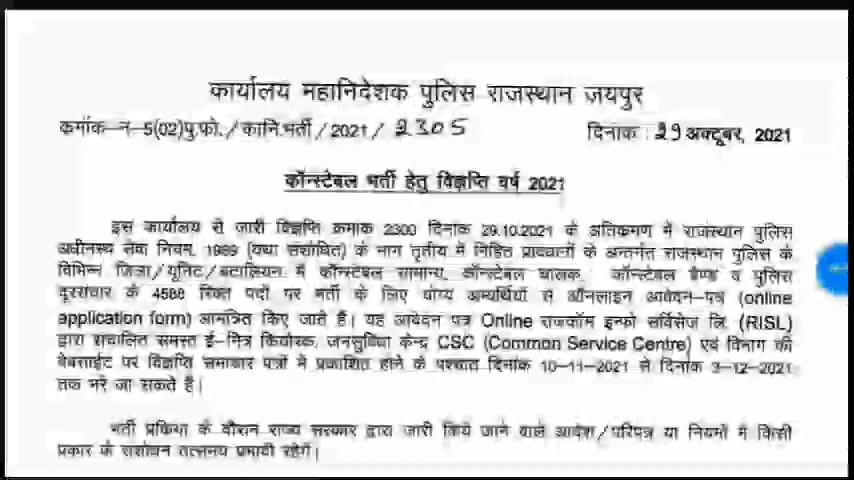 कार्यालय महानिदेशक पुलिस राजस्थान जयपुर
कमॉक–न–5(02)पु.फो./कानि.भर्ती/2021/ 2305 दिनांक : 29 अक्टूबर, 2021
कॉन्स्टेबल भर्ती हेतु विज्ञप्ति वर्ष 2021
इस कार्यालय से जारी विज्ञप्ति क्रमांक 2300 दिनांक 29.10.2021 के अतिक्रमण में राजस्थान पुलिस
अधीनस्थ सेवा नियम, 1989 (यथा संशोधित) के भाग तृतीय में निहित प्रावधानों के अन्तर्गत राजस्थान पुलिस के
विभिन्न जिला/यूनिट/बटालियन में कॉन्स्टेबल सामान्य, कॉन्स्टेबल चालक, कॉन्स्टेबल बैण्ड व पुलिस
दूरसंचार के 4588 रिक्त पदों पर भर्ती के लिए योग्य अभ्यर्थियों से ऑनलाइन आवेदन–पत्र (online
application form) आमंत्रित किए जाते हैं। यह आवेदन पत्र Online राजकॉम इन्फो सर्विसेज लि. (RISL)
द्वारा संचालित समस्त ई–मित्र कियोस्क, जनसुविधा केन्द्र CSC (Common Service Centre) एवं विभाग की
वेबसाईट पर विज्ञप्ति समाचार पत्रों में प्रकाशित होने के पश्चात दिनांक 10–11–2021 से दिनांक 3–12–2021
तक भरे जा सकते हैं।
भर्ती प्रकिया के दौरान राज्य सरकार द्वारा जारी किये जाने वाले आदेश/परिपत्र या नियमों में किसी
प्रकार के संशोधन तत्समय प्रभावी रहेगें।